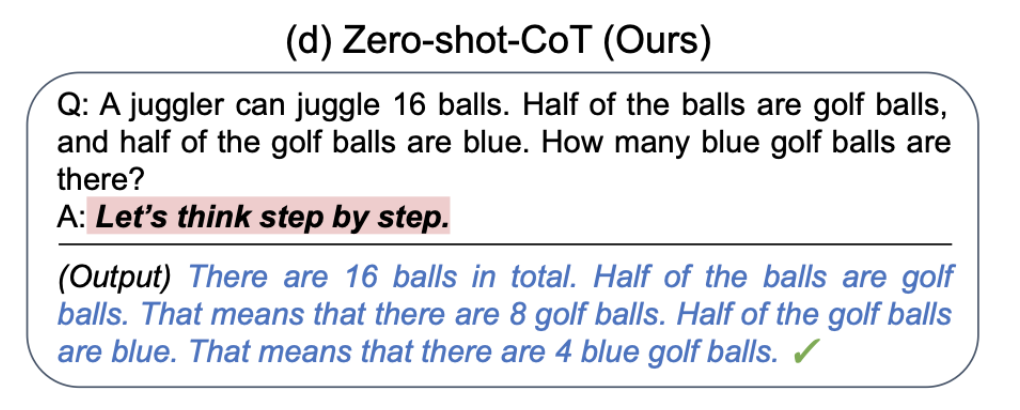 (d) Zero-shot-CoT (Ours)
Q: A juggler can juggle 16 balls. Half of the balls are golf balls,
and half of the golf balls are blue. How many blue golf balls are
there?
A: Let’s think step by step.
(Output) There are 16 balls in total. Half of the balls are golf
balls. That means that there are 8 golf balls. Half of the golf balls
are blue. That means that there are 4 blue golf balls. ✓